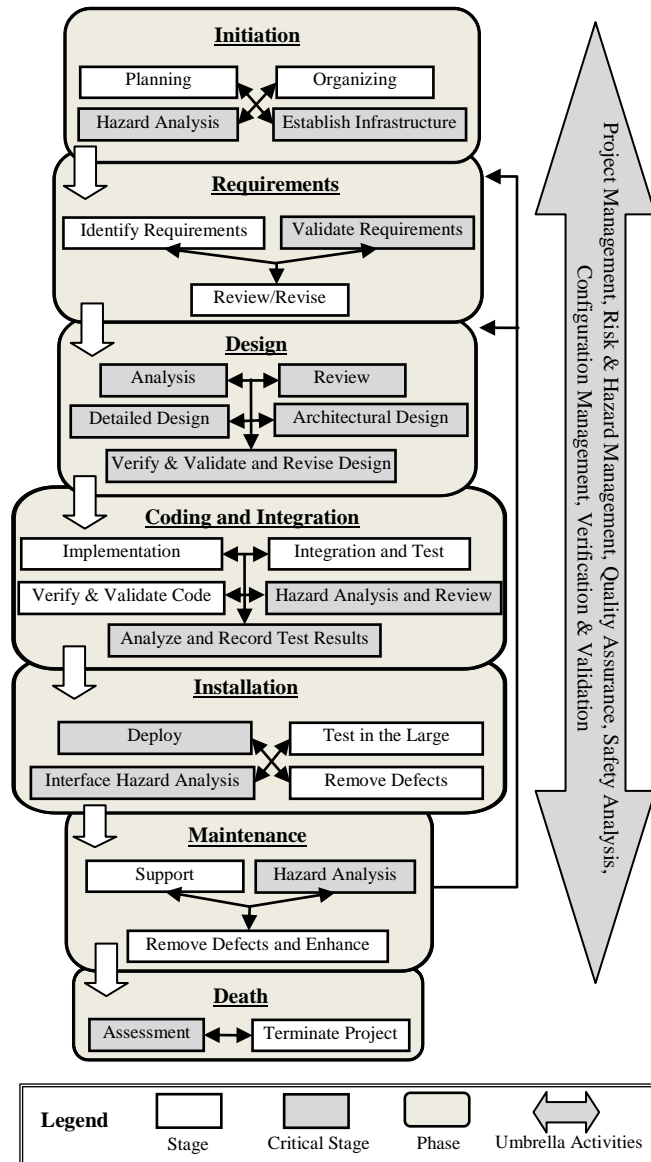 Initiation
Planning
Organizing
Hazard Analysis
Establish Infrastructure
Requirements
Identify Requirements
Validate Requirements
Review/Revise
Design
Analysis
Review
Detailed Design
Architectural Design
Verify & Validate and Revise Design
Coding and Integration
Implementation
Integration and Test
Verify & Validate Code
Hazard Analysis and Review
Analyze and Record Test Results
Installation
Deploy
Test in the Large
Interface Hazard Analysis
Remove Defects
Maintenance
Support
Hazard Analysis
Remove Defects and Enhance
Death
Assessment
Terminate Project
Project Management, Risk & Hazard Management, Quality Assurance, Safety Analysis,
Configuration Management, Verification & Validation
Legend
Stage
Critical Stage
Phase
Umbrella Activities